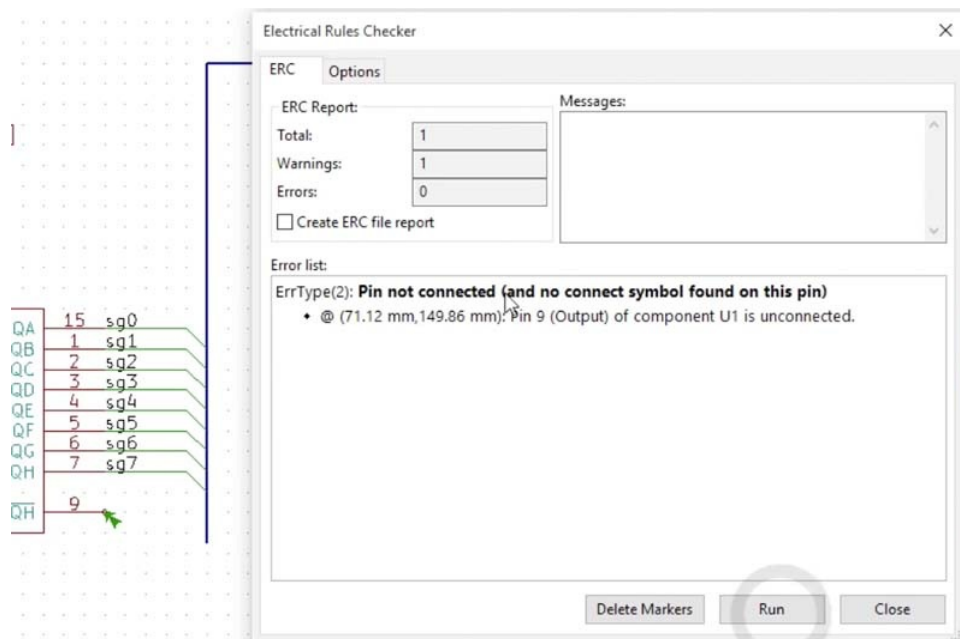 Electrical Rules Checker
ERC Options
ERC Report:
Messages:
Total: 1
Warnings: 1
Errors: 0
Create ERC file report
Error list:
ErrType(2): Pin not connected (and no connect symbol found on this pin)
• @ (71.12 mm,149.86 mm): Pin 9 (Output) of component U1 is unconnected.
QA 15 sg0
QB 1 sg1
QC 2 sg2
QD 3 sg3
QE 4 sg4
QF 5 sg5
QG 6 sg6
QH 7 sg7
QH 9
Delete Markers Run Close